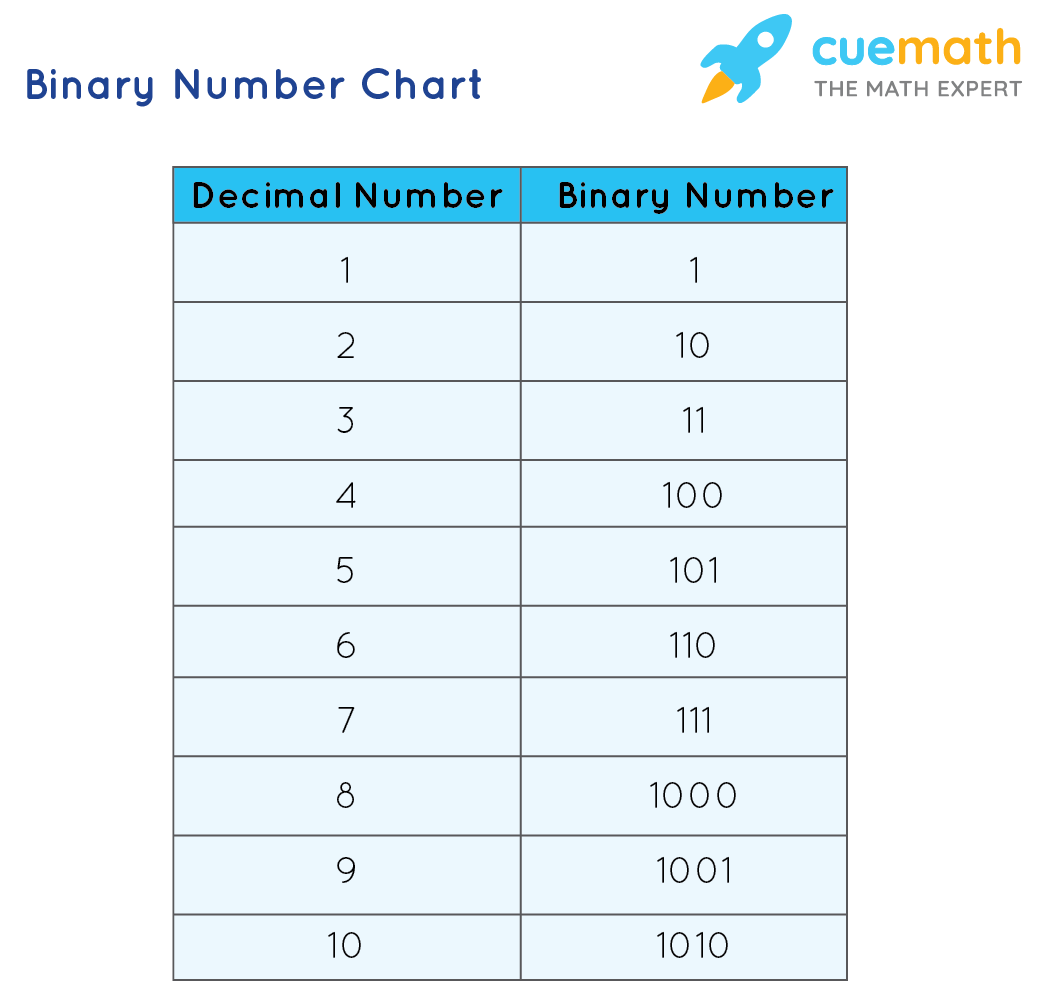 cuemath
THE MATH EXPERT
Binary Number Chart
Decimal Number Binary Number
1 1
2 10
3 11
4 100
5 101
6 110
7 111
8 1000
9 1001
10 1010